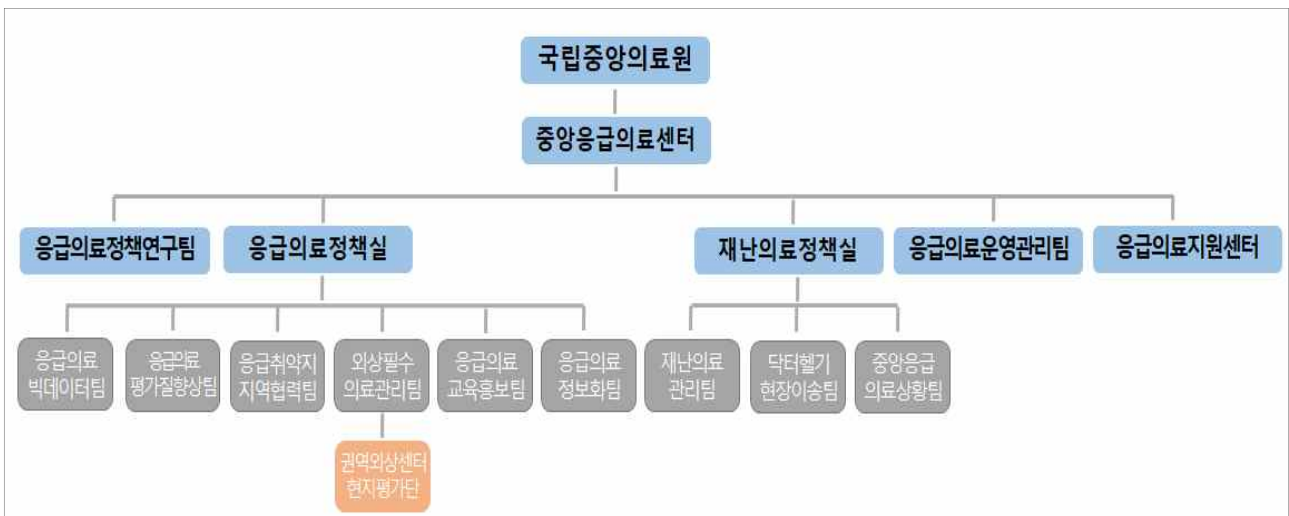 국립중앙의료원
중앙응급의료센터
응급의료정책연구팀
응급의료정책실
재난의료정책실
응급의료운영관리팀
응급의료지원센터
응급의료
빅데이터팀
응급의료
평가질향상팀
응급취약지
지역협력팀
외상필수
의료관리팀
응급의료
교육홍보팀
응급의료
정보화팀
재난의료
관리팀
닥터헬기
현장이송팀
중앙응급
의료상황팀
권역외상센터
현지평가단